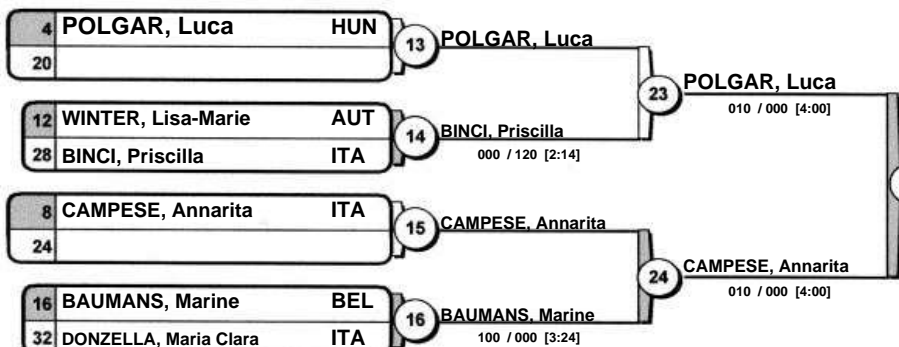 4 POLGAR, Luca HUN
20
13 POLGAR, Luca
12 WINTER, Lisa-Marie AUT
28 BINCI, Priscilla ITA
14 BINCI, Priscilla
000 / 120 [2:14]
23 POLGAR, Luca
010 / 000 [4:00]
8 CAMPESE, Annarita ITA
24
15 CAMPESE, Annarita
16 BAUMANS, Marine BEL
32 DONZELLA, Maria Clara ITA
16 BAUMANS, Marine
100 / 000 [3:24]
24 CAMPESE, Annarita
010 / 000 [4:00]